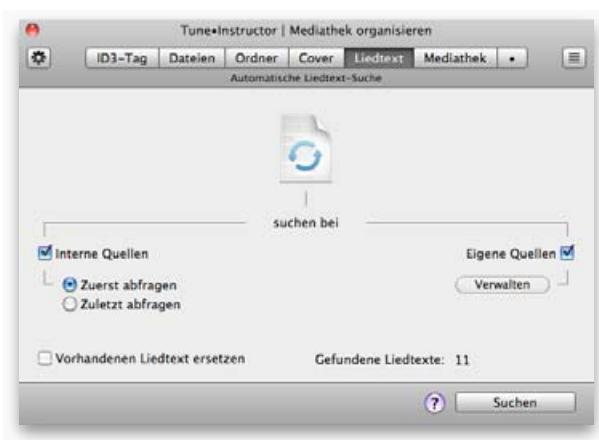 Tune•Instructor | Mediathek organisieren
ID3-Tag Dateien Ordner Cover Liedtext Mediathek •
Automatische Liedtext-Suche
suchen bei
Interne Quellen Eigene Quellen
Zuerst abfragen Verwalten
Zuletzt abfragen
Vorhandenen Liedtext ersetzen Gefundene Liedtexte: 11
? Suchen